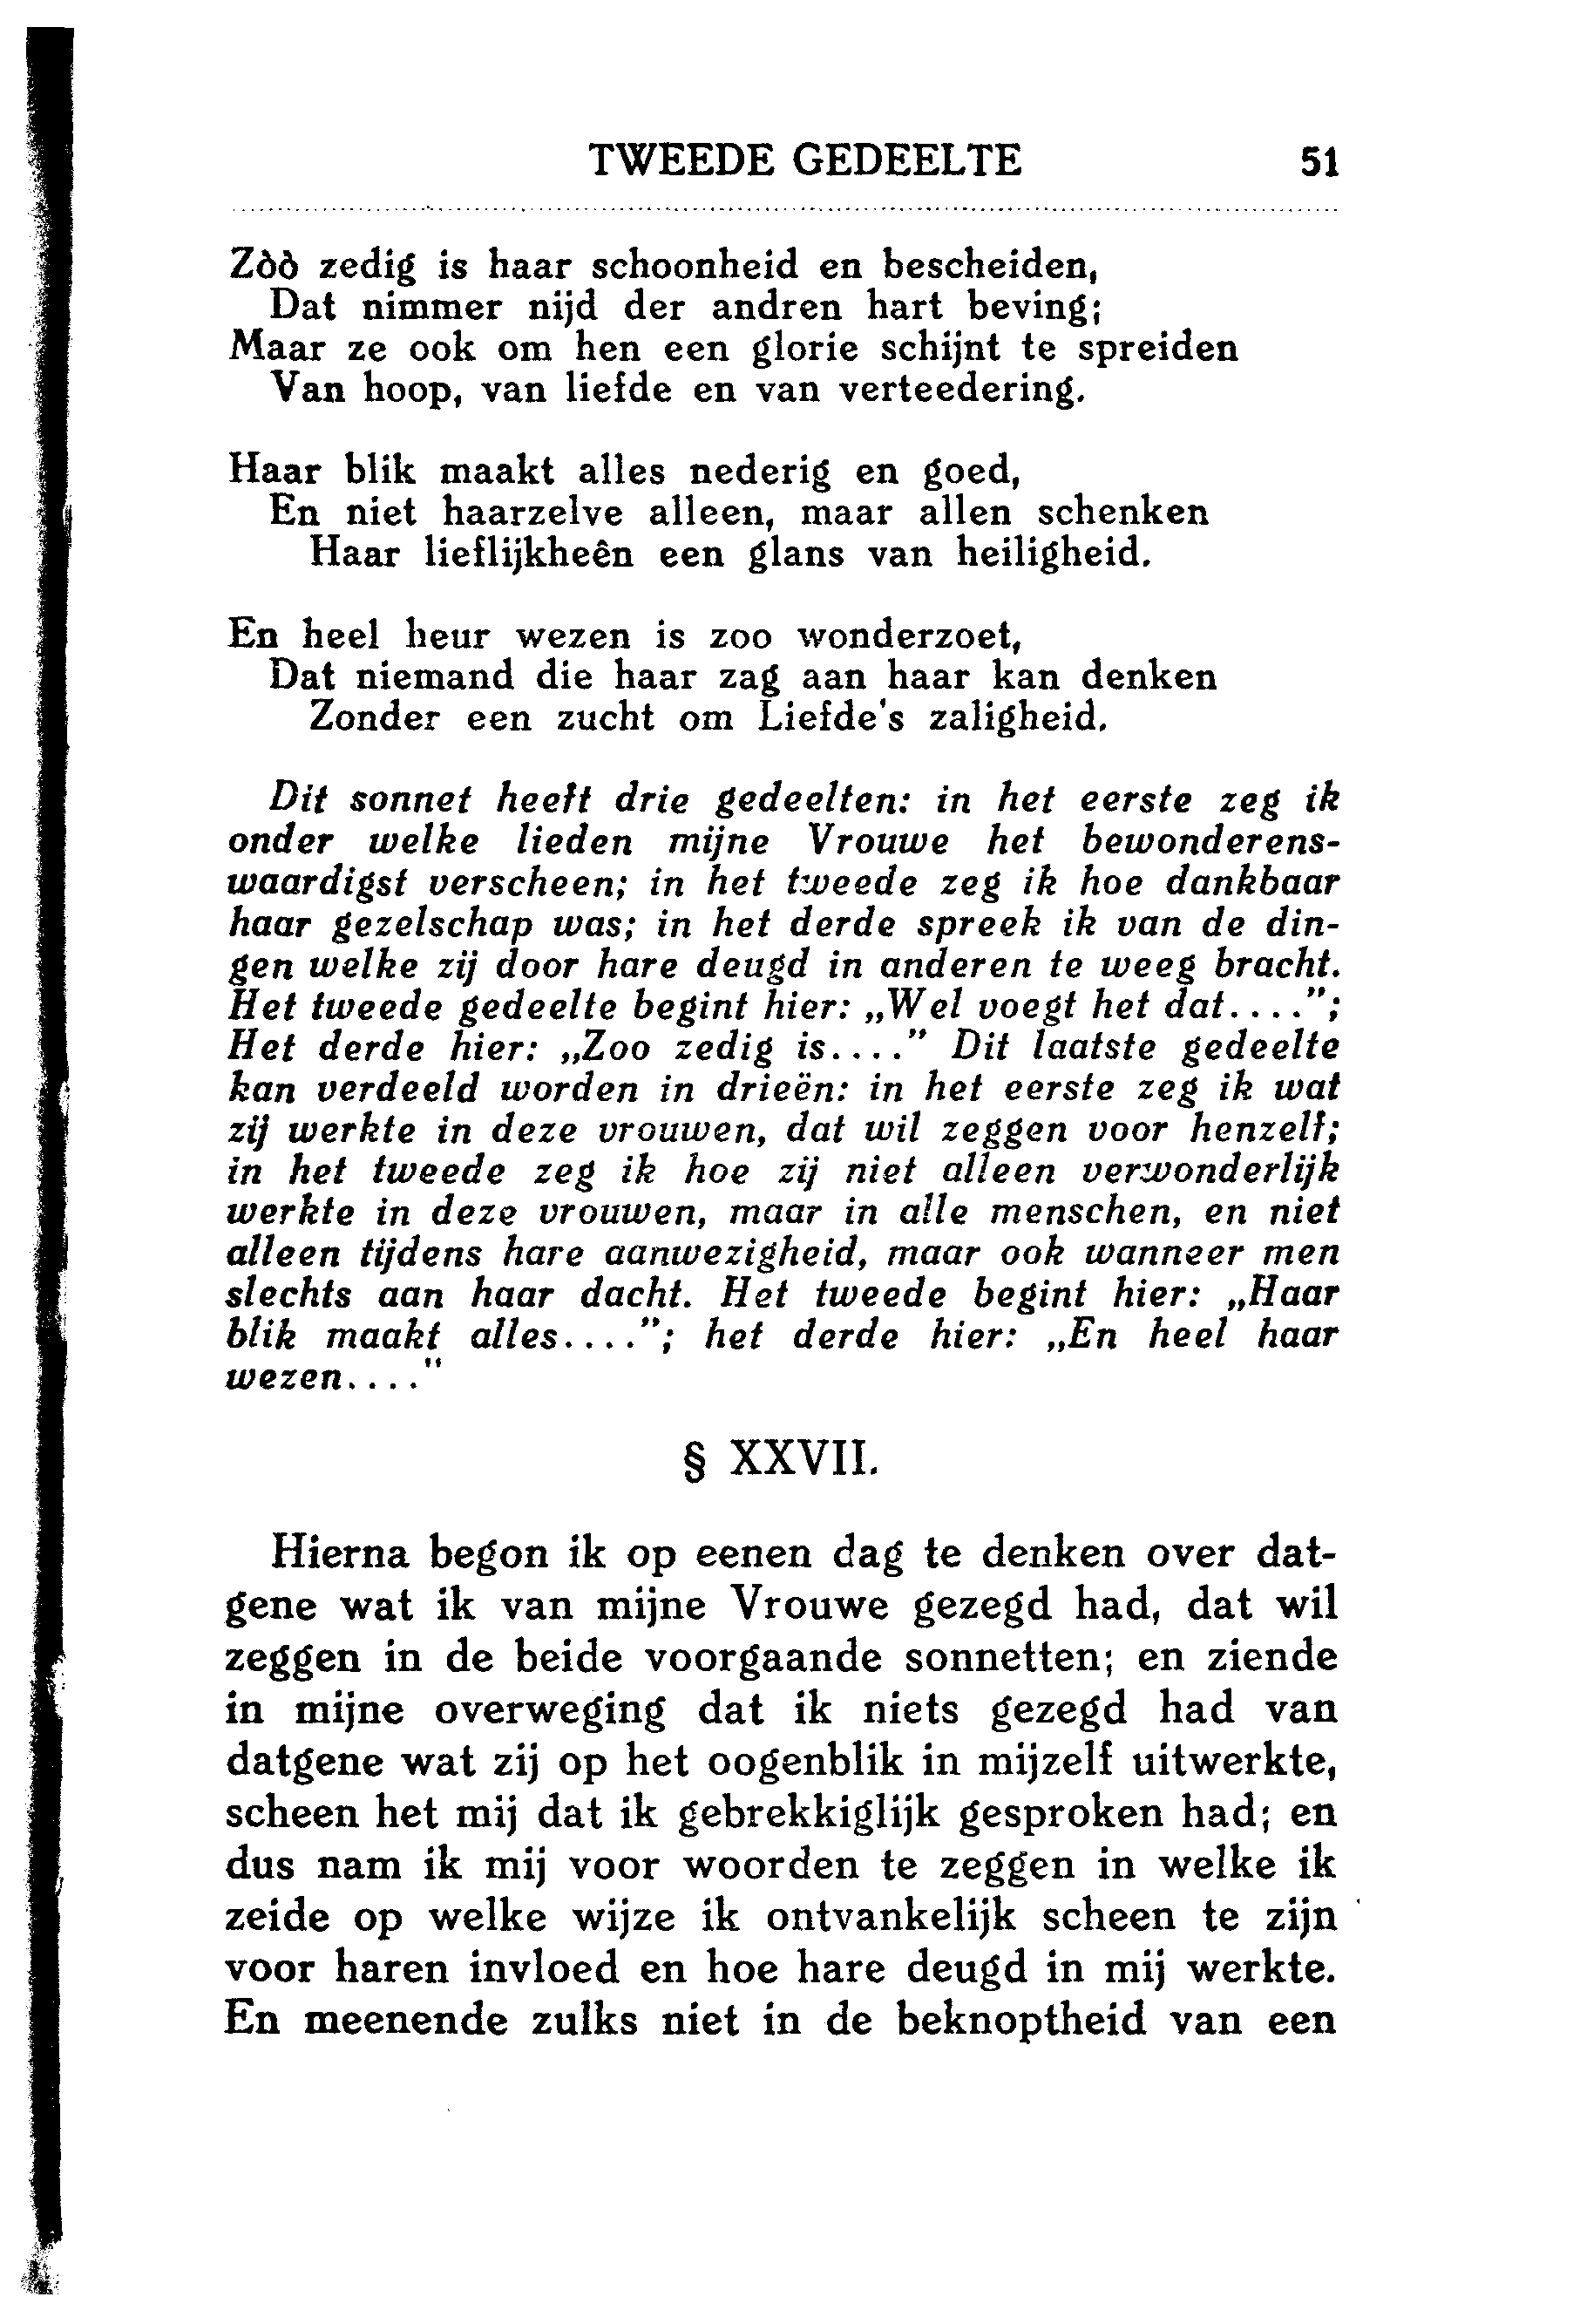 TWEEDE GEDEELTE 51
Zòò zedig is haar schoonheid en bescheiden,
Dat nimmer nijd der andren hart beving;
Maar ze ook om hen een glorie schijnt te spreiden
Van hoop, van liefde en van verteedering.
Haar blik maakt alles nederig en goed,
En niet haarzelve alleen, maar allen schenken
Haar lieflijkheên een glans van heiligheid.
En heel heur wezen is zoo wonderzoet,
Dat niemand die haar zag aan haar kan denken
Zonder een zucht om Liefde's zaligheid.
Dit sonnet heeft drie gedeelten: in het eerste zeg ik
onder welke lieden mijne Vrouwe het bewonderens-
waardigst verscheen; in het tweede zeg ik hoe dankbaar
haar gezelschap was; in het derde spreek ik van de din-
gen welke zij door hare deugd in anderen te weeg bracht.
Het tweede gedeelte begint hier: „Wel voegt het dat....";
Het derde hier: „Zoo zedig is...." Dit laatste gedeelte
kan verdeeld worden in drieën: in het eerste zeg ik wat
zij werkte in deze vrouwen, dat wil zeggen voor henzelf;
in het tweede zeg ik hoe zij niet alleen verwonderlijk
werkte in deze vrouwen, maar in alle menschen, en niet
alleen tijdens hare aanwezigheid, maar ook wanneer men
slechts aan haar dacht. Het tweede begint hier: „Haar
blik maakt alles...."; het derde hier: „En heel haar
wezen...."
§ XXVII.
Hierna begon ik op eenen dag te denken over dat-
gene wat ik van mijne Vrouwe gezegd had, dat wil
zeggen in de beide voorgaande sonnetten; en ziende
in mijne overweging dat ik niets gezegd had van
datgene wat zij op het oogenblik in mijzelf uitwerkte,
scheen het mij dat ik gebrekkiglijk gesproken had; en
dus nam ik mij voor woorden te zeggen in welke ik
zeide op welke wijze ik ontvankelijk scheen te zijn
voor haren invloed en hoe hare deugd in mij werkte.
En meenende zulks niet in de beknoptheid van een